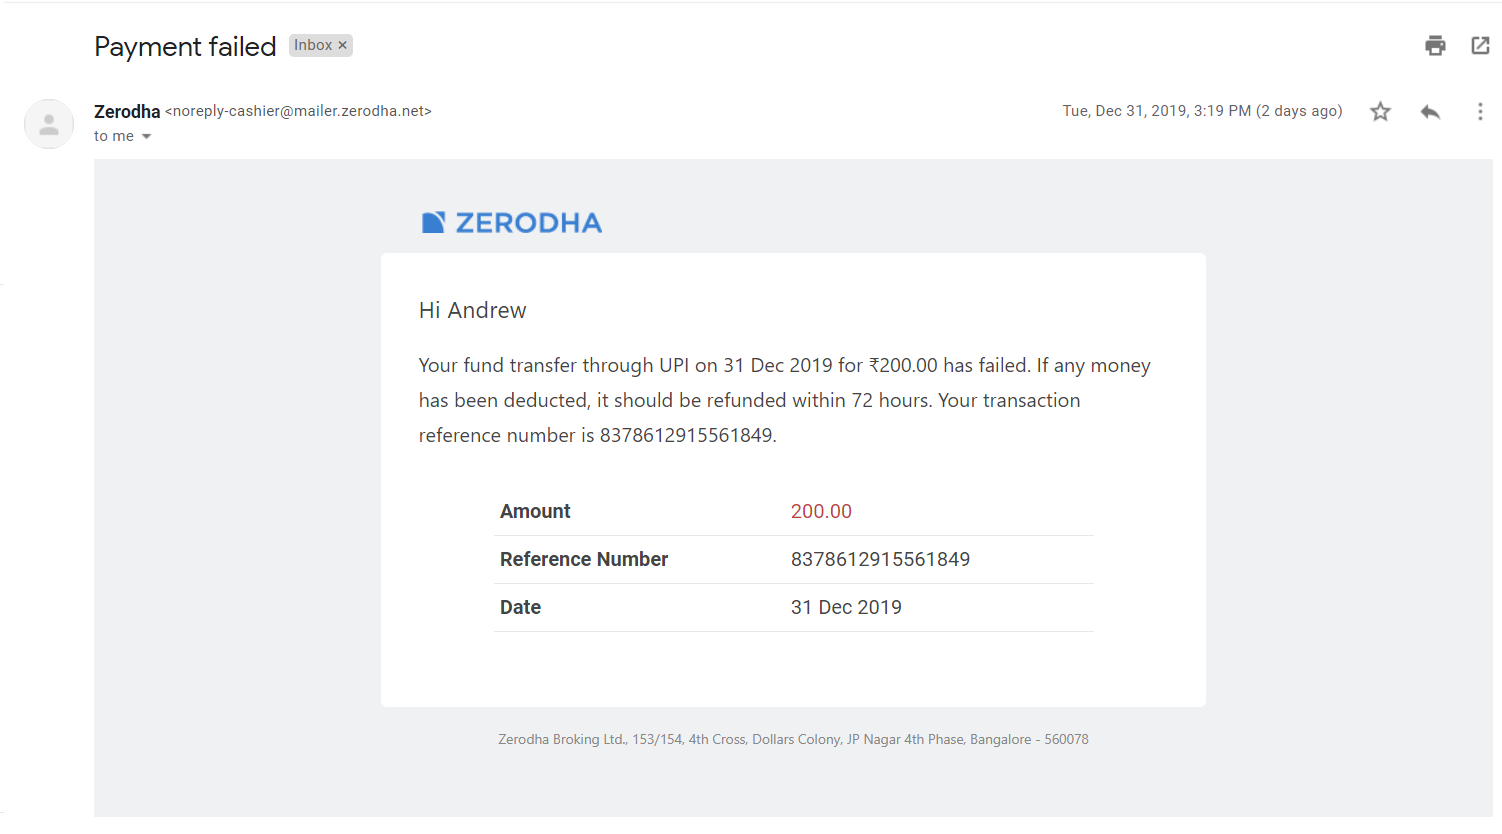 Payment failed Inbox ×
Zerodha <noreply-cashier@mailer.zerodha.net> Tue, Dec 31, 2019, 3:19 PM (2 days ago)
to me
ZERODHA
Hi Andrew
Your fund transfer through UPI on 31 Dec 2019 for ₹200.00 has failed. If any money
has been deducted, it should be refunded within 72 hours. Your transaction
reference number is 8378612915561849.
Amount 200.00
Reference Number 8378612915561849
Date 31 Dec 2019
Zerodha Broking Ltd., 153/154, 4th Cross, Dollars Colony, JP Nagar 4th Phase, Bangalore - 560078